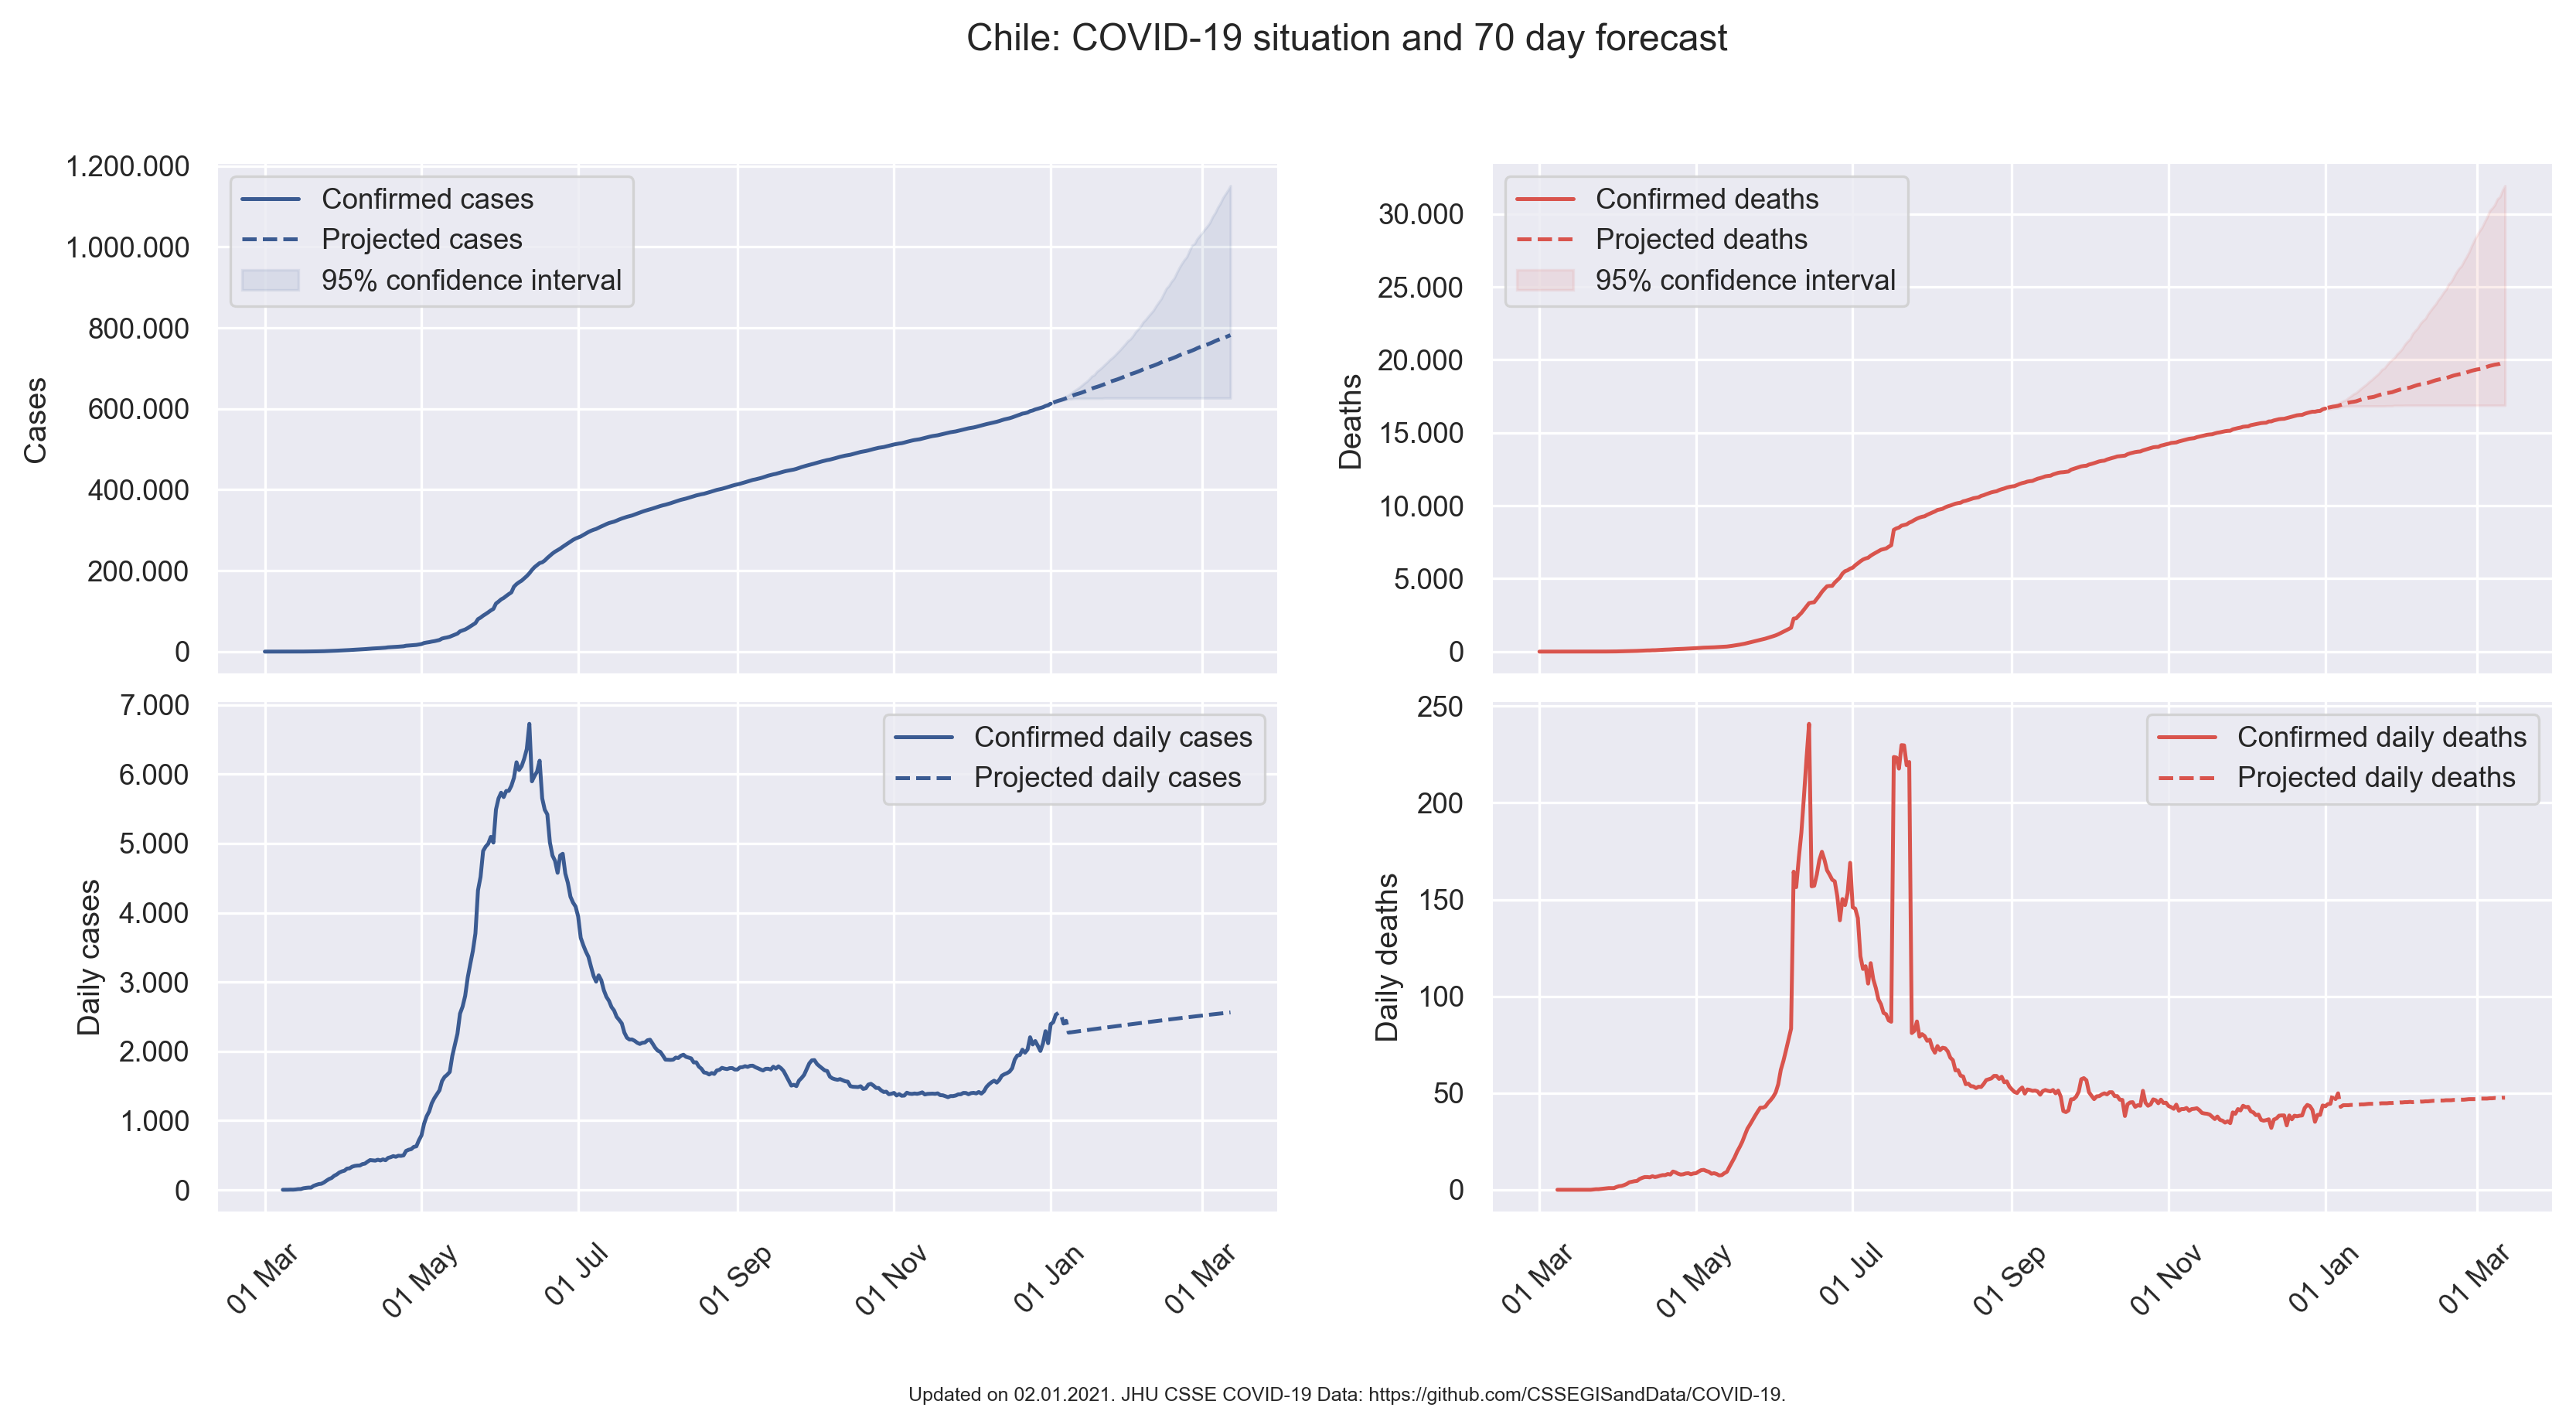 Chile: COVID-19 situation and 70 day forecast
1.200.000
1.000.000
800.000
600.000
400.000
200.000
0
Cases
Confirmed cases
Projected cases
95% confidence interval
30.000
25.000
20.000
15.000
10.000
5.000
0
Deaths
Confirmed deaths
Projected deaths
95% confidence interval
7.000
6.000
5.000
4.000
3.000
2.000
1.000
0
Daily cases
Confirmed daily cases
Projected daily cases
01 Mar
01 May
01 Jul
01 Sep
01 Nov
01 Jan
01 Mar
250
200
150
100
50
0
Daily deaths
Confirmed daily deaths
Projected daily deaths
01 Mar
01 May
01 Jul
01 Sep
01 Nov
01 Jan
01 Mar
Updated on 02.01.2021. JHU CSSE COVID-19 Data: https://github.com/CSSEGISandData/COVID-19.